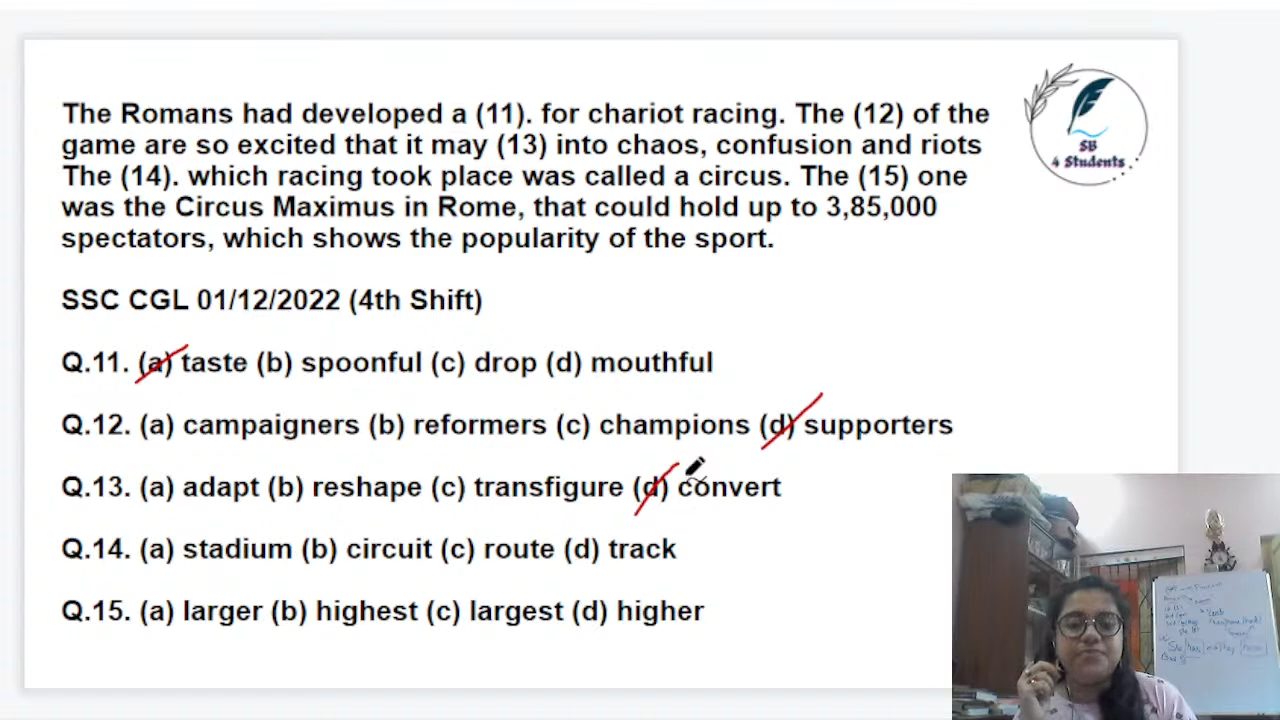 The Romans had developed a (11). for chariot racing. The (12) of the
game are so excited that it may (13) into chaos, confusion and riots
The (14). which racing took place was called a circus. The (15) one
was the Circus Maximus in Rome, that could hold up to 3,85,000
spectators, which shows the popularity of the sport.
SB
4 Students
SSC CGL 01/12/2022 (4th Shift)
Q.11. (a) taste (b) spoonful (c) drop (d) mouthful
Q.12. (a) campaigners (b) reformers (c) champions (d) supporters
Q.13. (a) adapt (b) reshape (c) transfigure (d) convert
Q.14. (a) stadium (b) circuit (c) route (d) track
Q.15. (a) larger (b) highest (c) largest (d) higher